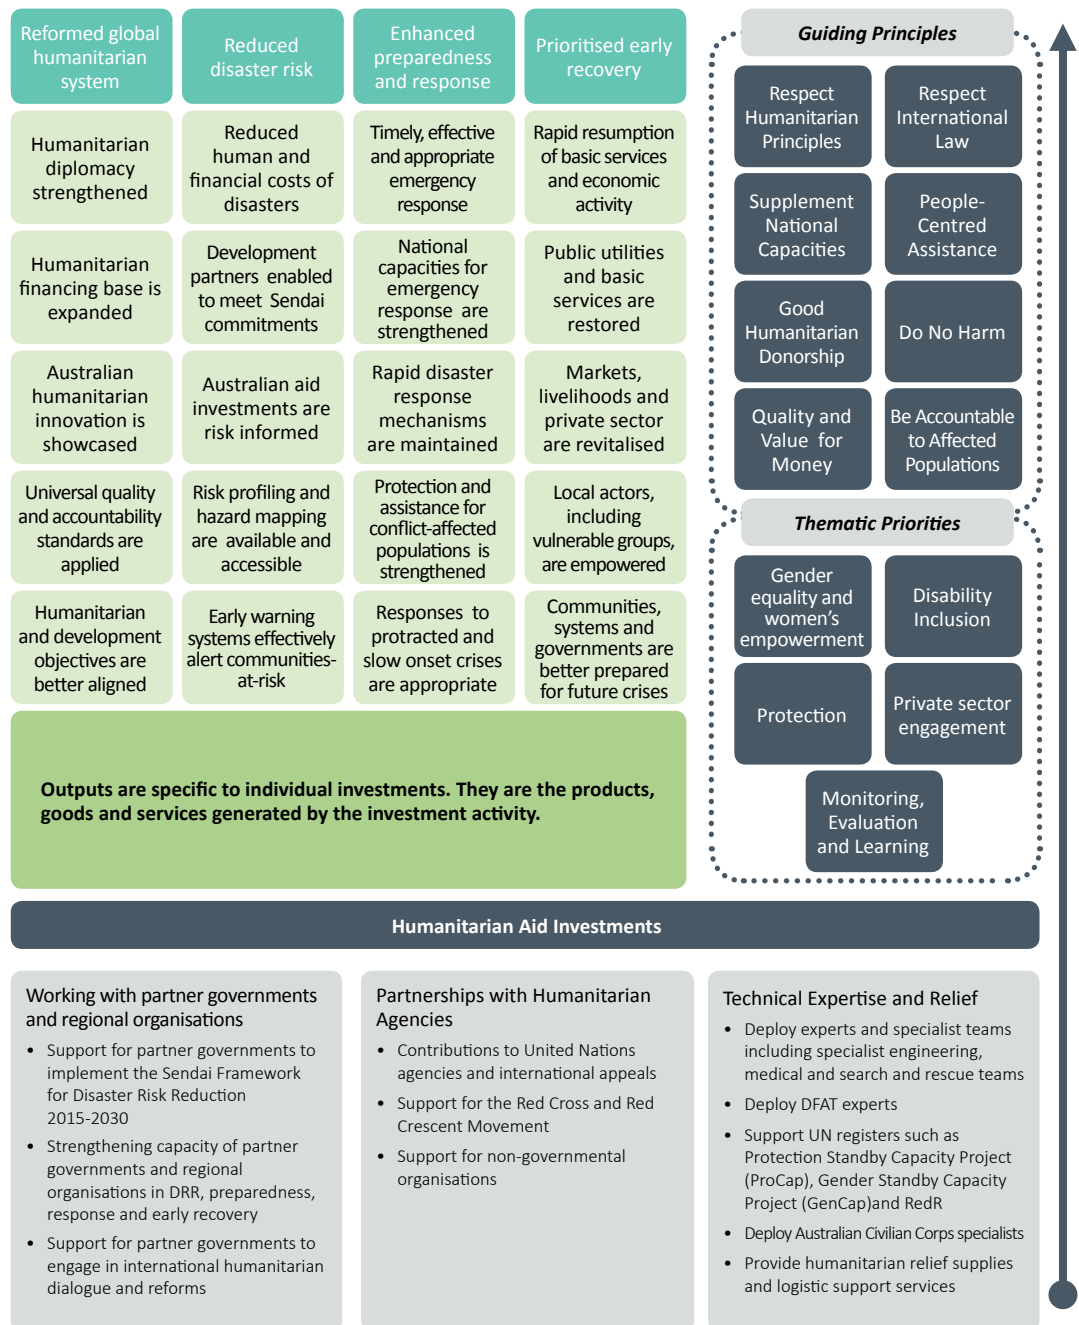 Reformed global
humanitarian
system
Reduced
disaster risk
Enhanced
preparedness
and response
Prioritised early
recovery
Humanitarian
diplomacy
strengthened
Reduced
human and
financial costs of
disasters
Timely, effective
and appropriate
emergency
response
Rapid resumption
of basic services
and economic
activity
Humanitarian
financing base is
expanded
Development
partners enabled
to meet Sendai
commitments
National
capacities for
emergency
response are
strengthened
Public utilities
and basic
services are
restored
Australian
humanitarian
innovation is
showcased
Australian aid
investments are
risk informed
Rapid disaster
response
mechanisms
are maintained
Markets,
livelihoods and
private sector
are revitalised
Universal quality
and accountability
standards are
applied
Risk profiling and
hazard mapping
are available and
accessible
Protection and
assistance for
conflict-affected
populations is
strengthened
Local actors,
including
vulnerable groups,
are empowered
Humanitarian
and development
objectives are
better aligned
Early warning
systems effectively
alert communities-
at-risk
Responses to
protracted and
slow onset crises
are appropriate
Communities,
systems and
governments are
better prepared
for future crises
Outputs are specific to individual investments. They are the products,
goods and services generated by the investment activity.
Guiding Principles
Respect
Humanitarian
Principles
Respect
International
Law
Supplement
National
Capacities
People-
Centred
Assistance
Good
Humanitarian
Donorship
Do No Harm
Quality and
Value for
Money
Be Accountable
to Affected
Populations
Thematic Priorities
Gender
equality and
women's
empowerment
Disability
Inclusion
Protection
Private sector
engagement
Monitoring,
Evaluation
and Learning
Humanitarian Aid Investments
Working with partner governments
and regional organisations
• Support for partner governments to
implement the Sendai Framework
for Disaster Risk Reduction
2015-2030
• Strengthening capacity of partner
governments and regional
organisations in DRR, preparedness,
response and early recovery
• Support for partner governments to
engage in international humanitarian
dialogue and reforms
Partnerships with Humanitarian
Agencies
• Contributions to United Nations
agencies and international appeals
• Support for the Red Cross and Red
Crescent Movement
• Support for non-governmental
organisations
Technical Expertise and Relief
• Deploy experts and specialist teams
including specialist engineering,
medical and search and rescue teams
• Deploy DFAT experts
• Support UN registers such as
Protection Standby Capacity Project
(ProCap), Gender Standby Capacity
Project (GenCap)and RedR
• Deploy Australian Civilian Corps specialists
• Provide humanitarian relief supplies
and logistic support services